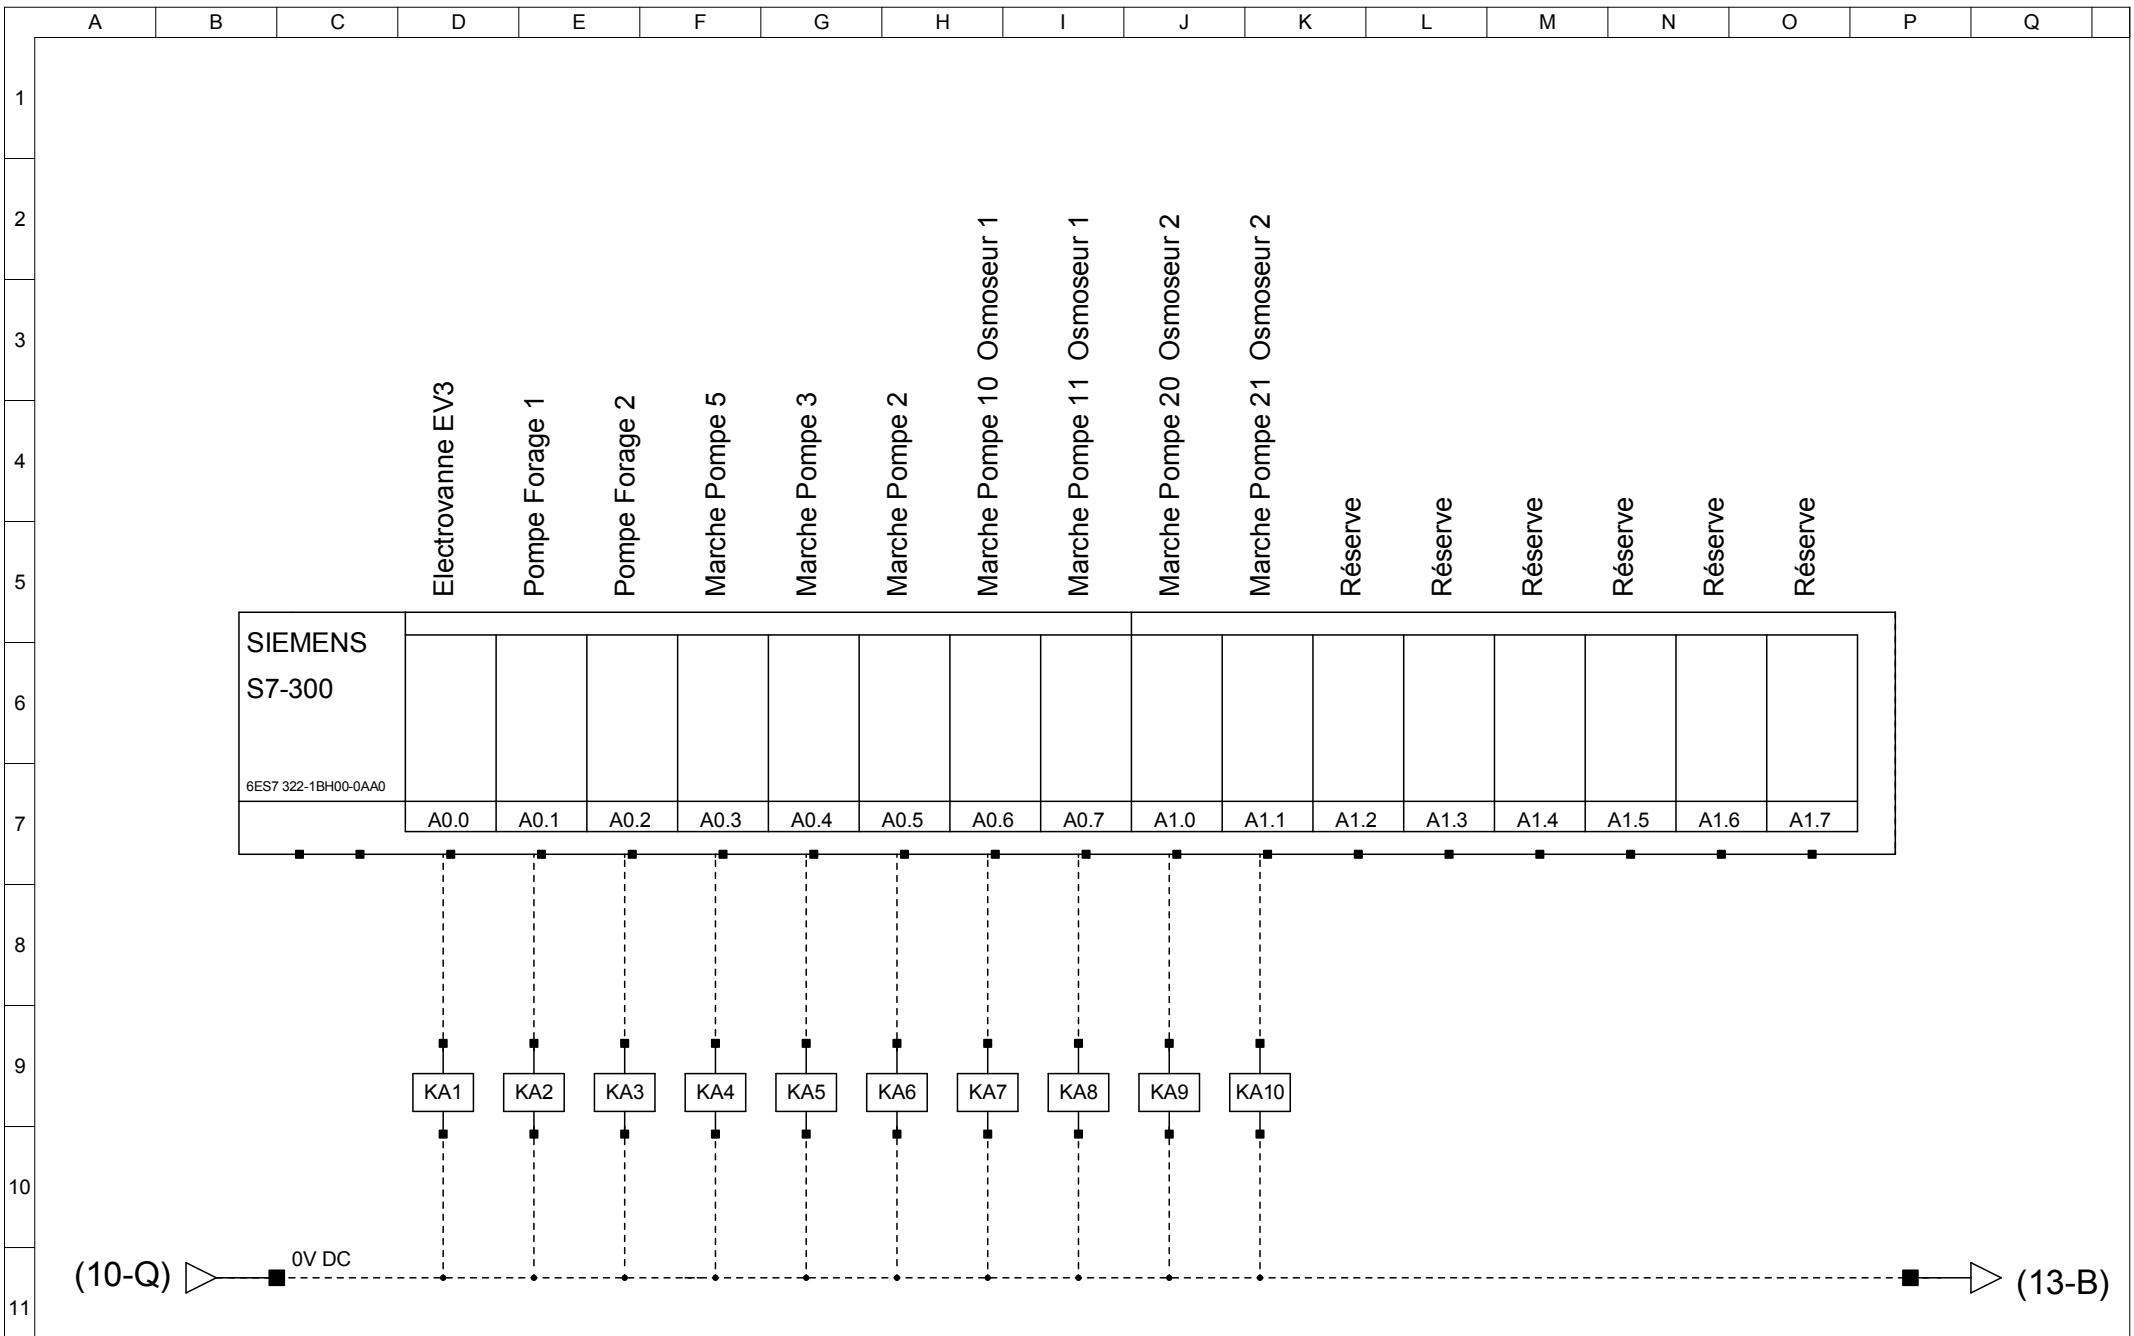 A B C D E F G H I J K L M N O P Q
1
2
3
4
5
6
7
8
9
10
11
Electrovanne EV3
Pompe Forage 1
Pompe Forage 2
Marche Pompe 5
Marche Pompe 3
Marche Pompe 2
Marche Pompe 10 Osmoseur 1
Marche Pompe 11 Osmoseur 1
Marche Pompe 20 Osmoseur 2
Marche Pompe 21 Osmoseur 2
Réserve
Réserve
Réserve
Réserve
Réserve
Réserve
SIEMENS
S7-300
6ES7 322-1BH00-0AA0
A0.0 A0.1 A0.2 A0.3 A0.4 A0.5 A0.6 A0.7 A1.0 A1.1 A1.2 A1.3 A1.4 A1.5 A1.6 A1.7
KA1 KA2 KA3 KA4 KA5 KA6 KA7 KA8 KA9 KA10
0V DC
(10-Q) (13-B)